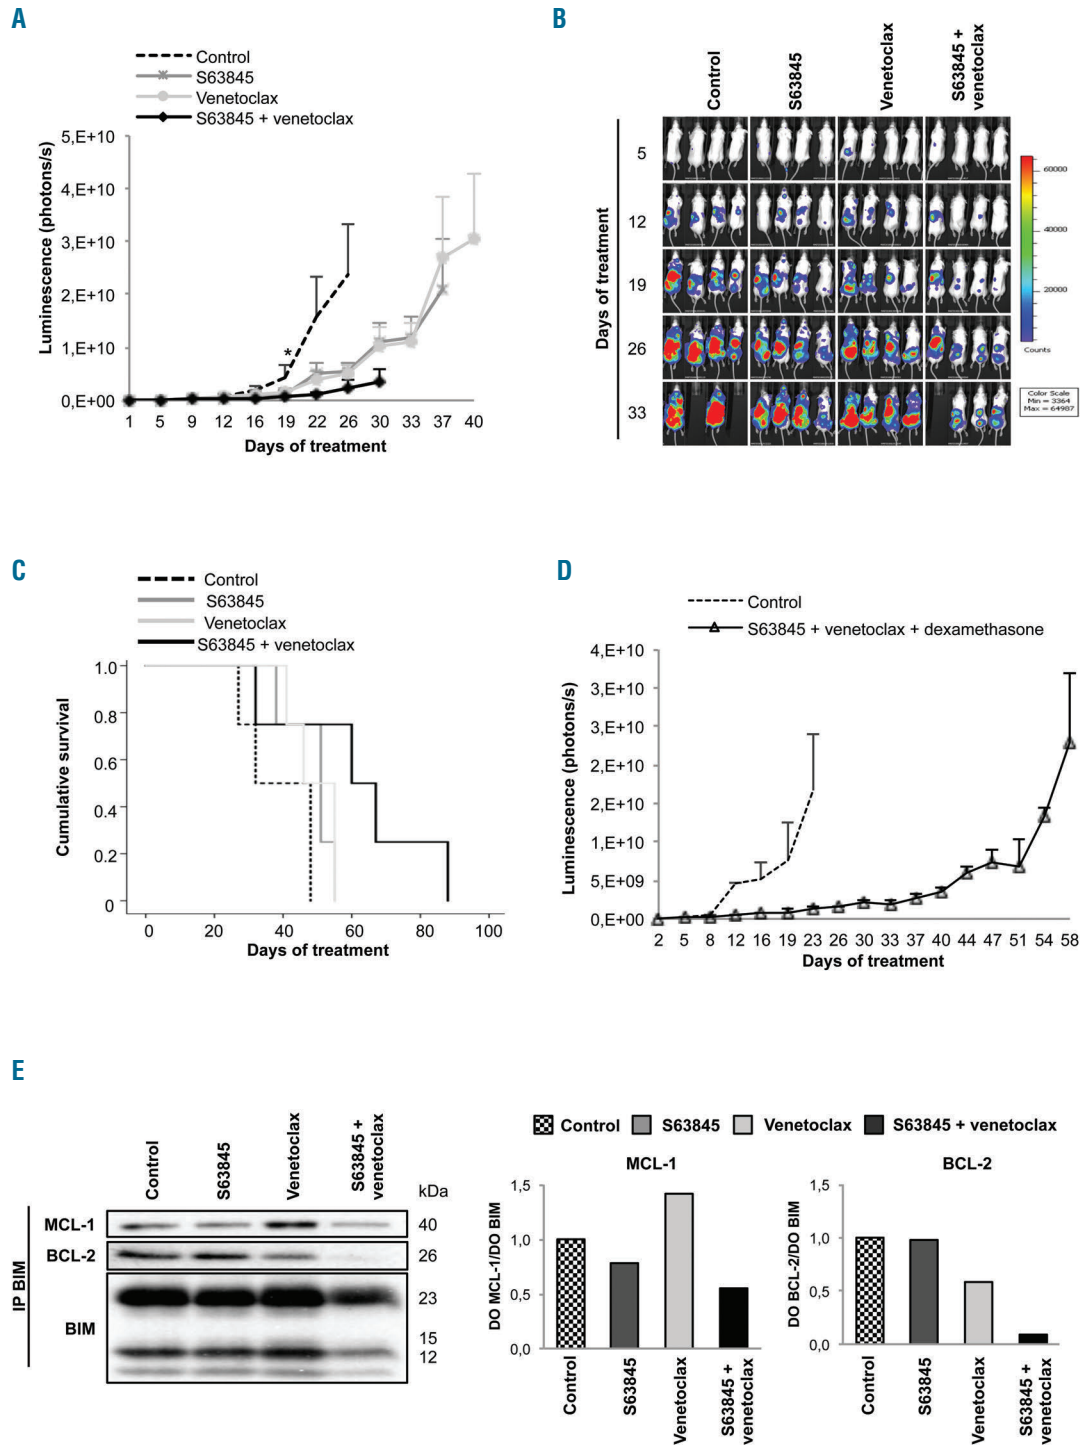 A
Control
S63845
Venetoclax
S63845 + venetoclax
Luminescence (photons/s)
5,E+10
4,E+10
3,E+10
2,E+10
1,E+10
0,E+00
*
1 5 9 12 16 19 22 26 30 33 37 40
Days of treatment
B
Control
S63845
Venetoclax
S63845 +
venetoclax
Days of treatment
5
12
19
26
33
60000
40000
20000
Counts
Color Scale
Min = 3364
Max = 64987
C
Control
S63845
Venetoclax
S63845 + venetoclax
Cumulative survival
1.0
0.8
0.6
0.4
0.2
0
0 20 40 60 80 100
Days of treatment
D
Control
S63845 + venetoclax + dexamethasone
Luminescence (photons/s)
4,E+10
3,E+10
3,E+10
2,E+10
2,E+10
1,E+10
5,E+09
0,E+00
2 5 8 12 16 19 23 26 30 33 37 40 44 47 51 54 58
Days of treatment
E
Control
S63845
Venetoclax
S63845 +
venetoclax
kDa
IP BIM
MCL-1
40
BCL-2
26
BIM
23
15
12
Control
S63845
Venetoclax
S63845 + venetoclax
MCL-1
DO MCL-1/DO BIM
1,5
1,0
0,5
0,0
Control
S63845
Venetoclax
S63845 +
venetoclax
BCL-2
DO BCL-2/DO BIM
1,5
1,0
0,5
0,0
Control
S63845
Venetoclax
S63845 +
venetoclax